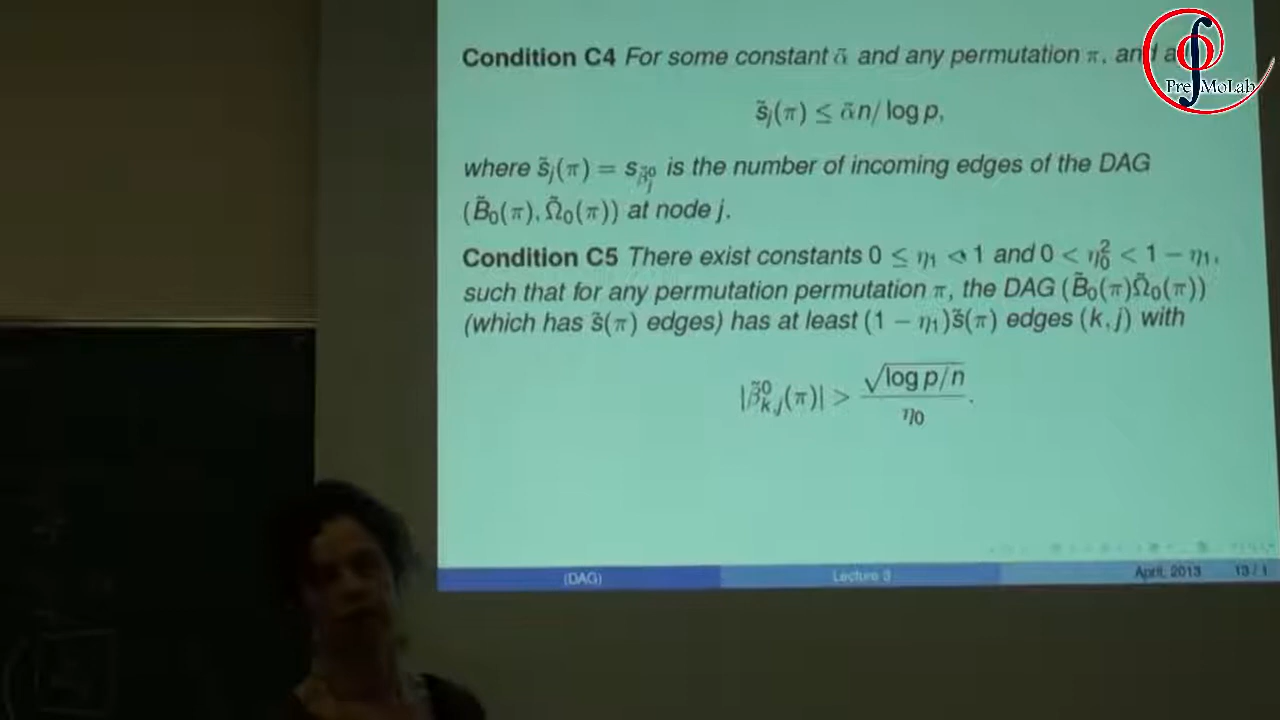 Condition C4 For some constant α̃ and any permutation π, and a
s̃ⱼ(π) ≤ α̃n/ log p,
where s̃ⱼ(π) = s_{β̃ⱼ⁰} is the number of incoming edges of the DAG
(B̃₀(π), Ω̃₀(π)) at node j.
Condition C5 There exist constants 0 ≤ η₁ < 1 and 0 < η₀² < 1 − η₁,
such that for any permutation permutation π, the DAG (B̃₀(π)Ω̃₀(π))
(which has s̃(π) edges) has at least (1 − η₁)s̃(π) edges (k, j) with
|β̃⁰ₖ,ⱼ(π)| > √(log p/n) / η₀.
(DAG) Lecture 3 April, 2013 13 / 1
PreMoLab